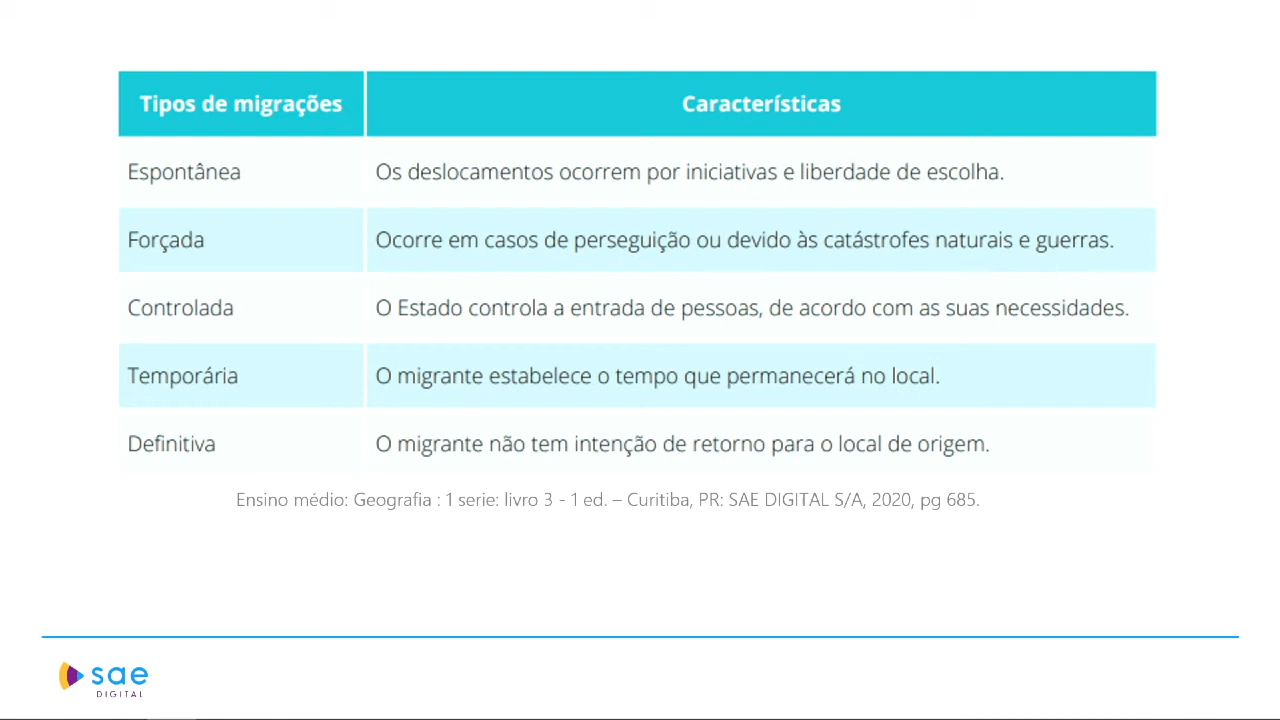 Tipos de migrações Características
Espontânea Os deslocamentos ocorrem por iniciativas e liberdade de escolha.
Forçada Ocorre em casos de perseguição ou devido às catástrofes naturais e guerras.
Controlada O Estado controla a entrada de pessoas, de acordo com as suas necessidades.
Temporária O migrante estabelece o tempo que permanecerá no local.
Definitiva O migrante não tem intenção de retorno para o local de origem.
Ensino médio: Geografia : 1 serie: livro 3 - 1 ed. – Curitiba, PR: SAE DIGITAL S/A, 2020, pg 685.
sae
DIGITAL